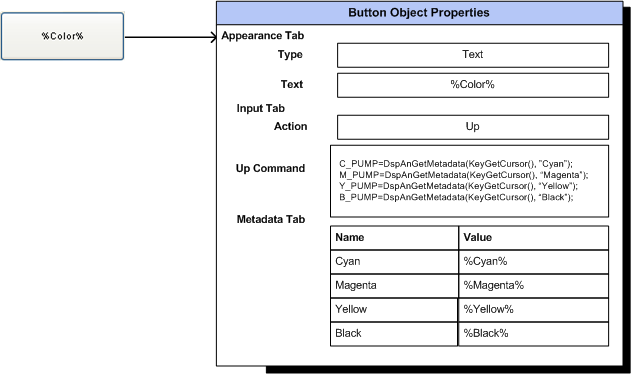 %Color%
Button Object Properties
Appearance Tab
Type Text
Text %Color%
Input Tab
Action Up
Up Command
C_PUMP=DspAnGetMetadata(KeyGetCursor(), "Cyan");
M_PUMP=DspAnGetMetadata(KeyGetCursor(), "Magenta");
Y_PUMP=DspAnGetMetadata(KeyGetCursor(), "Yellow");
B_PUMP=DspAnGetMetadata(KeyGetCursor(), "Black");
Metadata Tab
Name Value
Cyan %Cyan%
Magenta %Magenta%
Yellow %Yellow%
Black %Black%